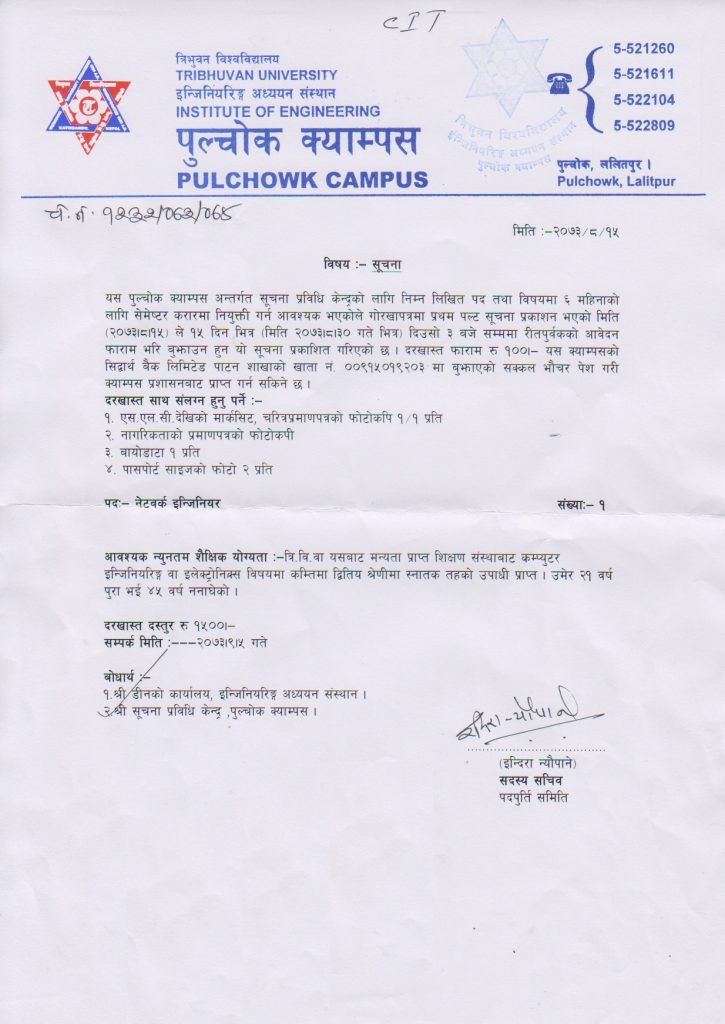 CIT
त्रिभुवन विश्वविद्यालय
TRIBHUVAN UNIVERSITY
इन्जिनियरिङ्ग अध्ययन संस्थान
INSTITUTE OF ENGINEERING
पुल्चोक क्याम्पस
PULCHOWK CAMPUS
त्रिभुवन विश्वविद्यालय
इन्जिनियरिङ्ग अध्ययन संस्थान
पुल्चोक क्याम्पस
5-521260
5-521611
5-522104
5-522809
पुल्चोक, ललितपुर ।
Pulchowk, Lalitpur
मिति :-२०७३/८/१५
विषय :– सूचना
यस पुल्चोक क्याम्पस अन्तर्गत सूचना प्रविधि केन्द्रको लागि निम्न लिखित पद तथा विषयमा ६ महिनाको
लागि सेमेष्टर करारमा नियुक्ती गर्न आवश्यक भएकोले गोरखापत्रमा प्रथम पल्ट सूचना प्रकाशन भएको मिति
(२०७३।८।१५) ले १५ दिन भित्र (मिति २०७३।८।३० गते भित्र) दिउसो ३ बजे सम्ममा रीतपुर्वकको आवेदन
फाराम भरि बुझाउन हुन यो सूचना प्रकाशित गरिएको छ । दरखास्त फाराम रु १००।– यस क्याम्पसको
सिद्वार्थ बैक लिमिटेड पाटन शाखाको खाता नं. ००१५०१९२०३ मा बुझाएको सक्कल भौचर पेश गरी
क्याम्पस प्रशासनबाट प्राप्त गर्न सकिने छ ।
दरखास्त साथ संलग्न हुनु पर्ने :–
१. एस.एल.सी.देखिको मार्कसिट, चरित्रप्रमाणपत्रको फोटोकपि १/१ प्रति
२. नागरिकताको प्रमाणपत्रको फोटोकपी
३. बायोडाटा १ प्रति
४. पासपोर्ट साइजको फोटो २ प्रति
पदः– नेटवर्क इन्जिनियर संख्याः– १
आवश्यक न्युनतम शैक्षिक योग्यता :–त्रि.वि.वा यसबाट मन्यता प्राप्त शिक्षण संस्थाबाट कम्प्युटर
इन्जिनियरिङ्ग वा इलेक्ट्रोनिक्स विषयमा कम्तिमा द्वितिय श्रेणीमा स्नातक तहको उपाधी प्राप्त । उमेर २१ वर्ष
पुरा भई ४५ वर्ष ननाघेको ।
दरखास्त दस्तुर रु १५००।–
सम्पर्क मिति :---२०७३।९।५ गते
बोधार्थ :–
१.श्री डीनको कार्यालय, इन्जिनियरिङ्ग अध्ययन संस्थान ।
२.श्री सूचना प्रविधि केन्द्र ,पुल्चोक क्याम्पस ।
(इन्दिरा न्यौपाने)
सदस्य सचिव
पदपुर्ति समिति